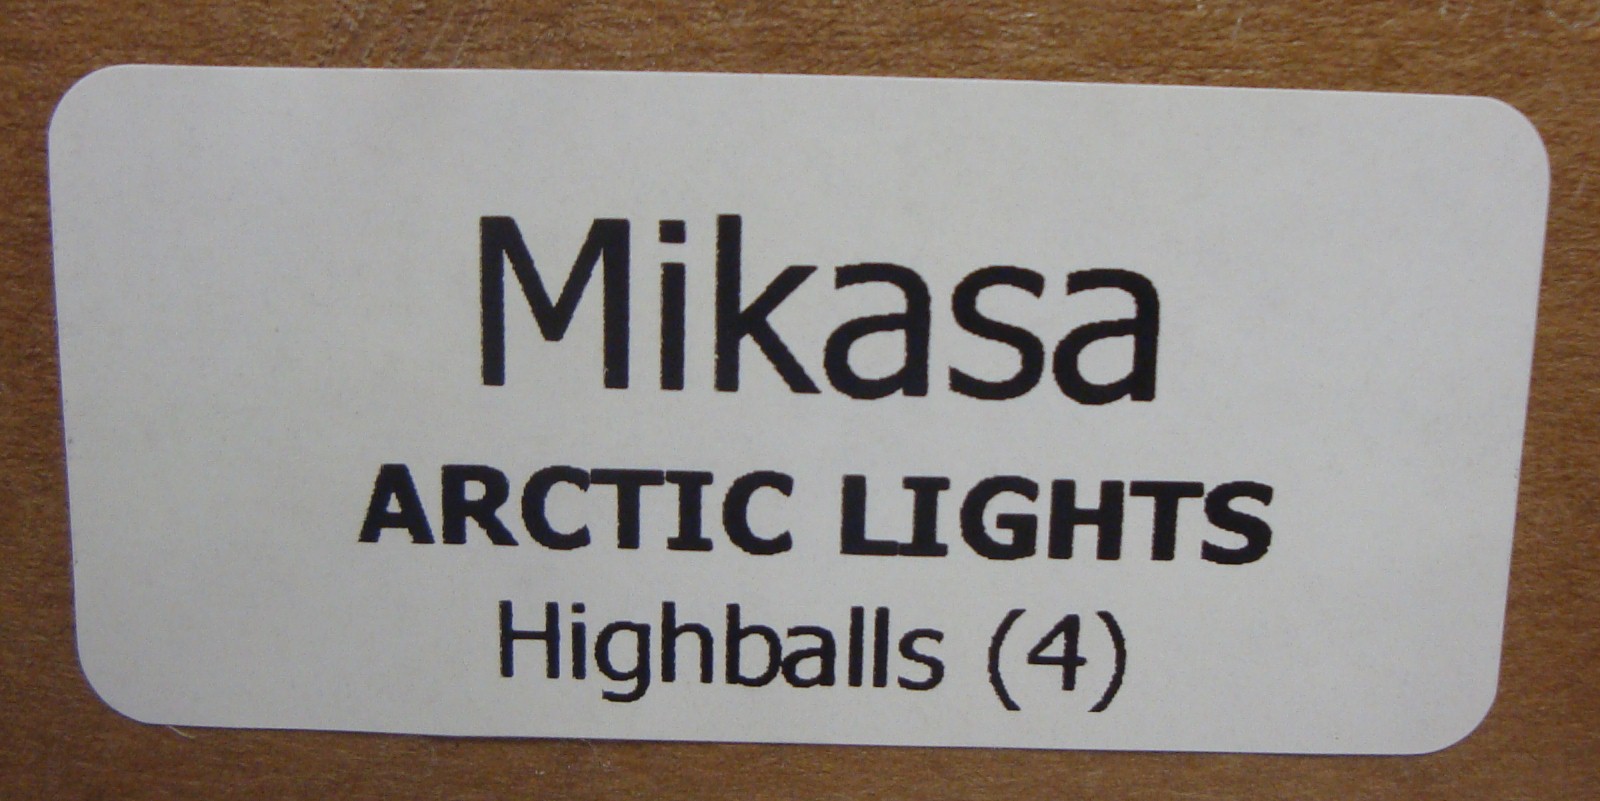 Mikasa
ARCTIC LIGHTS
Highballs (4)